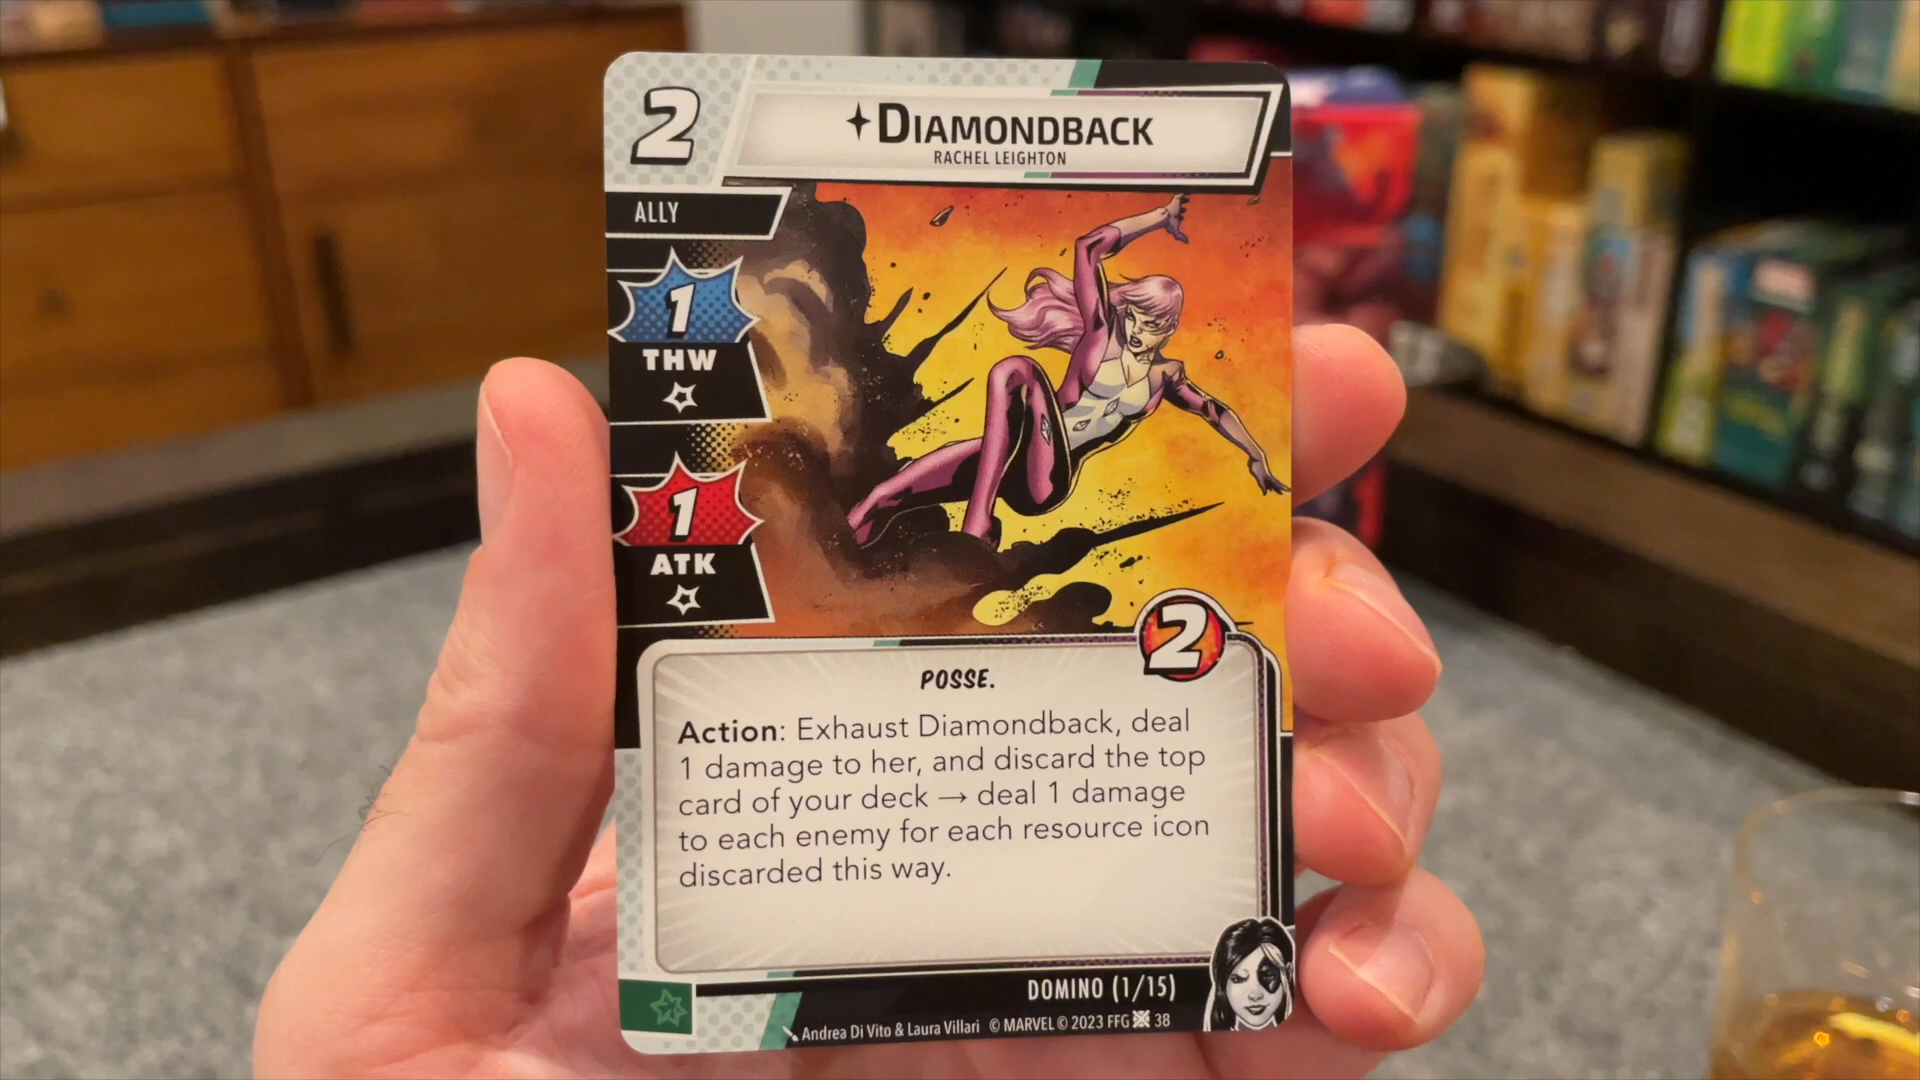 2
DIAMONDBACK
RACHEL LEIGHTON
ALLY
1
THW
1
ATK
2
POSSE.
Action: Exhaust Diamondback, deal
1 damage to her, and discard the top
card of your deck → deal 1 damage
to each enemy for each resource icon
discarded this way.
DOMINO (1/15)
Andrea Di Vito & Laura Villari © MARVEL © 2023 FFG 38